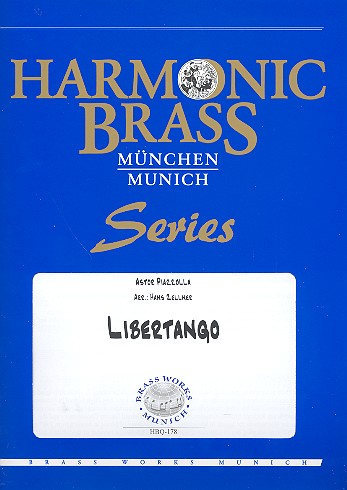 HARMONIC
BRASS
MÜNCHEN
MUNICH
Series
ASTOR PIAZZOLLA
ARR.: HANS ZELLNER
LIBERTANGO
BRASS WORKS
MUNICH
HBQ-178
BRASS WORKS MUNICH